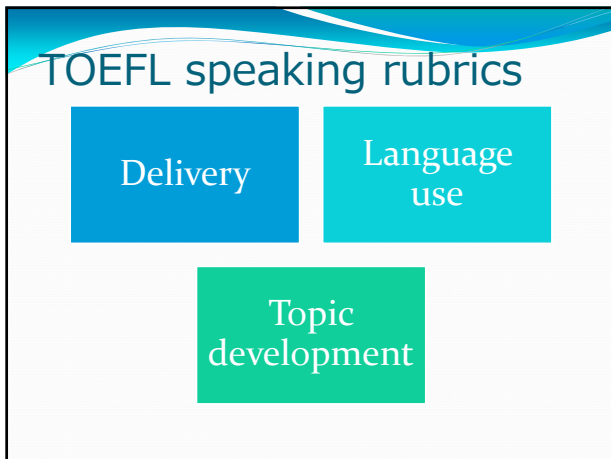 TOEFL speaking rubrics
Delivery
Language
use
Topic
development